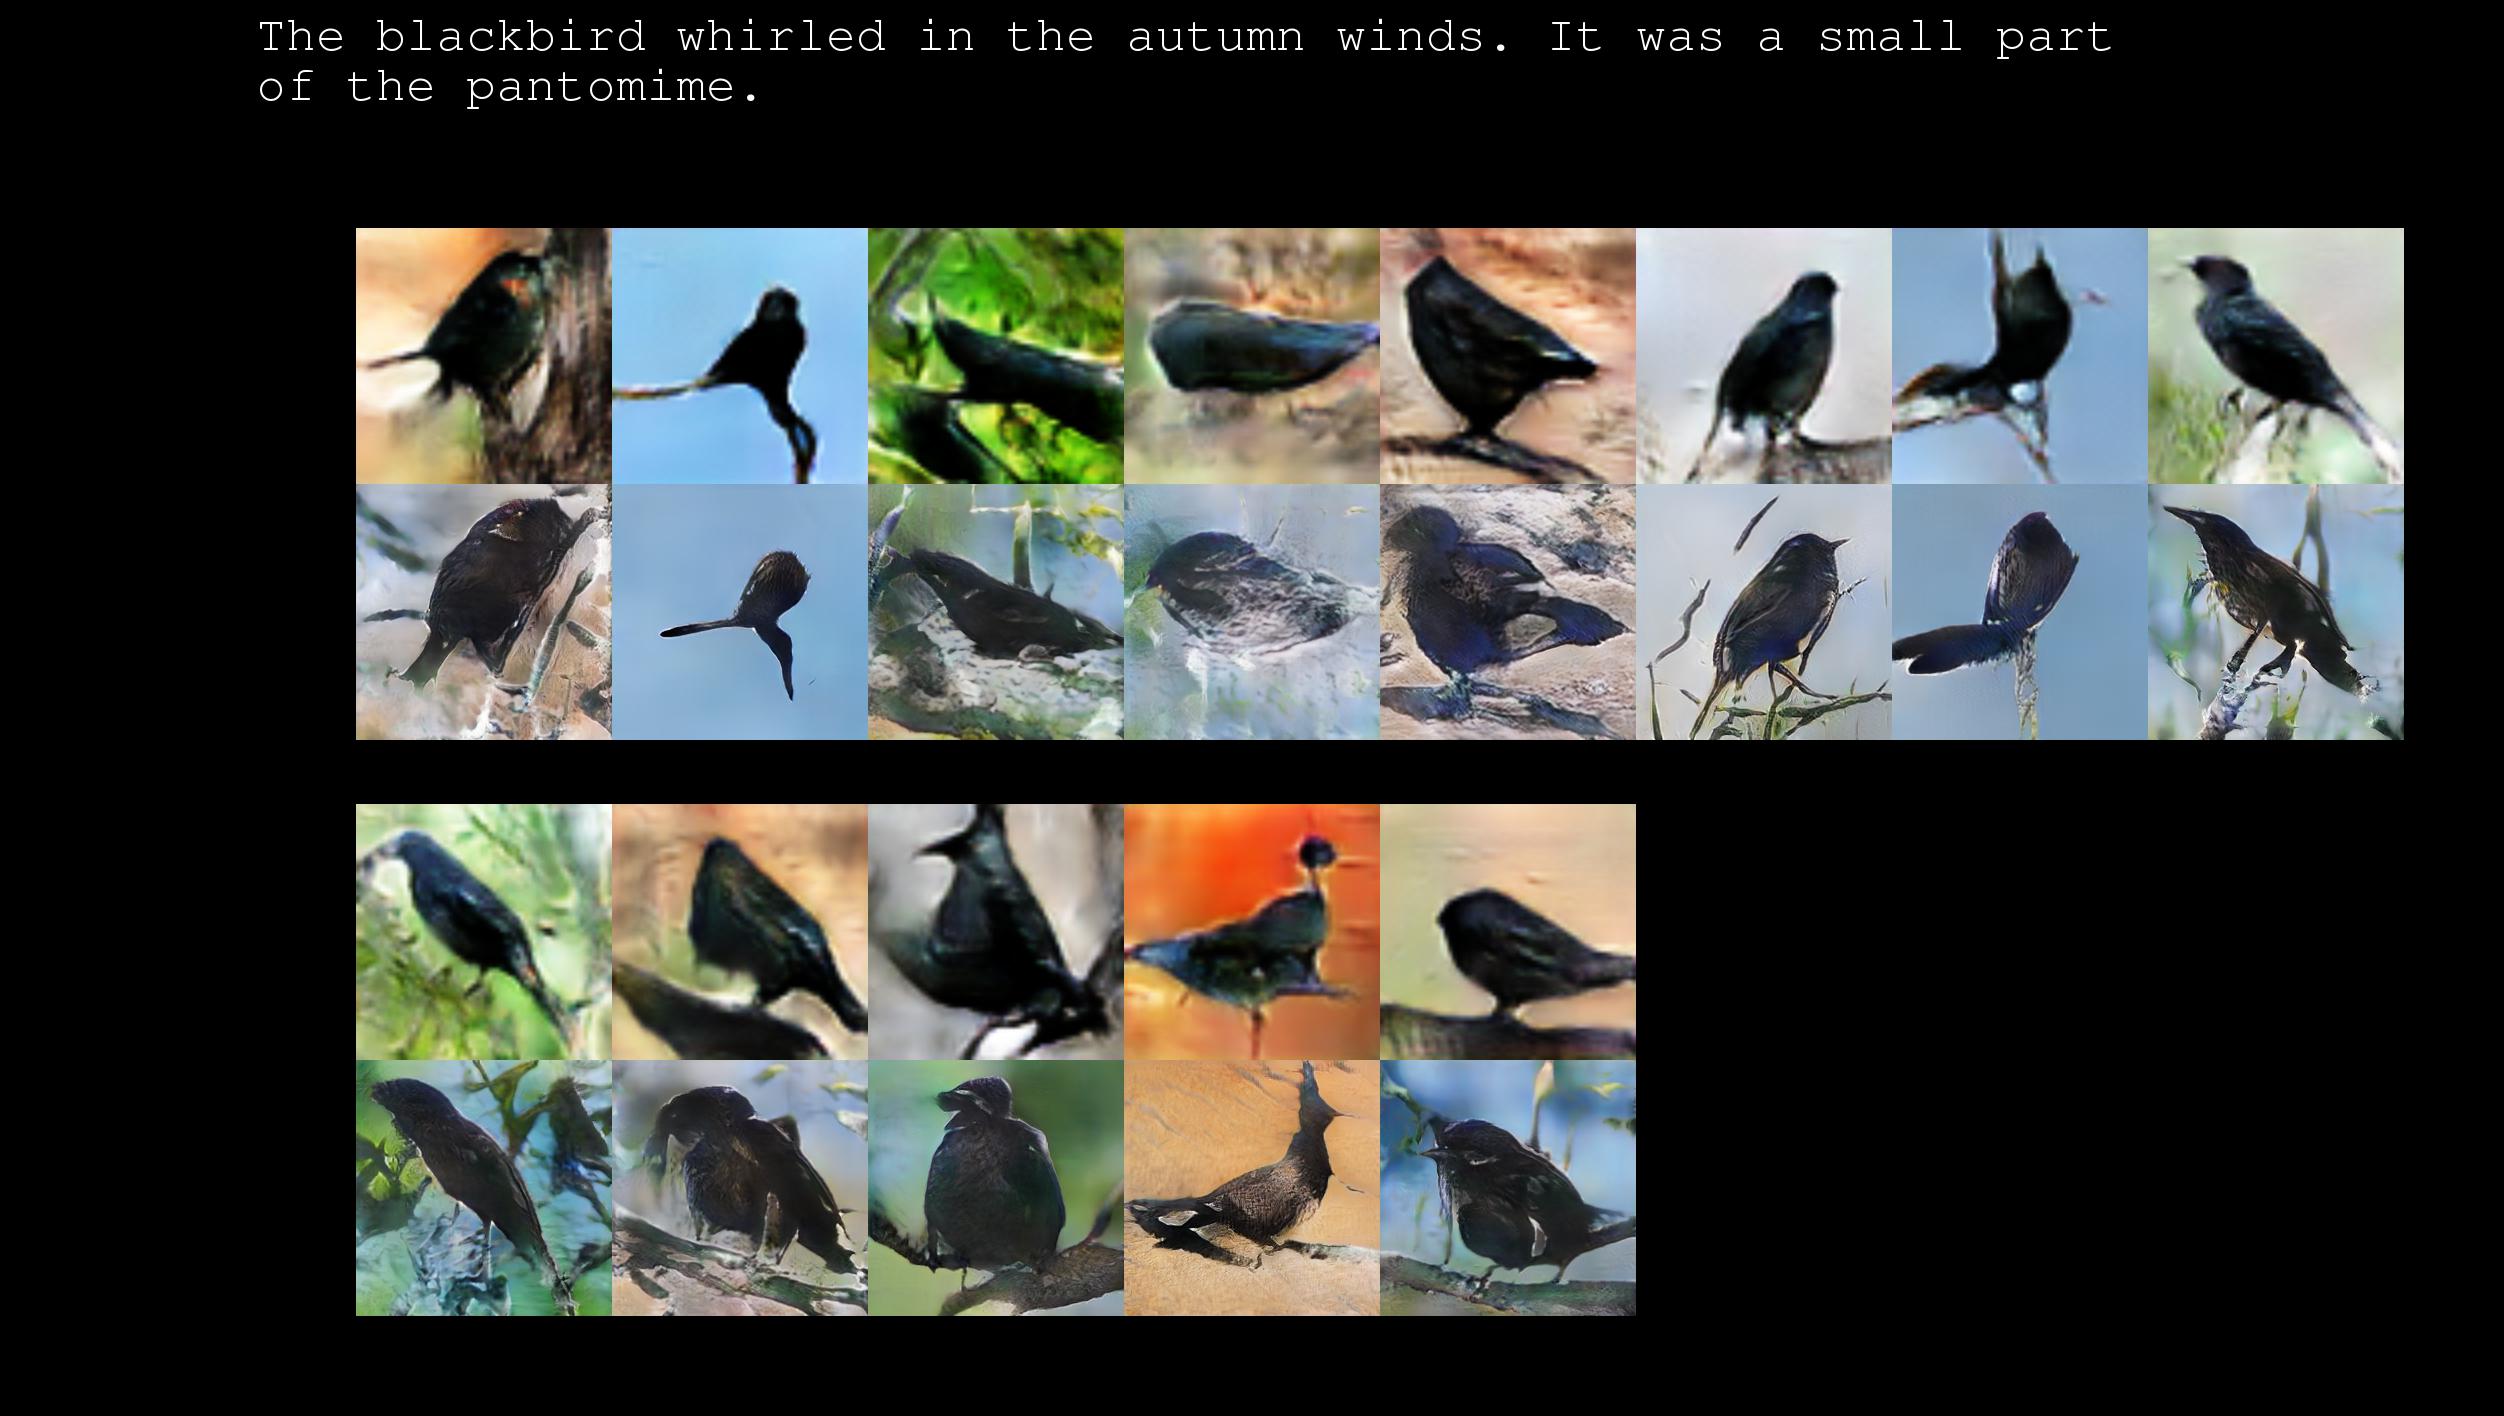 The blackbird whirled in the autumn winds. It was a small part
of the pantomime.